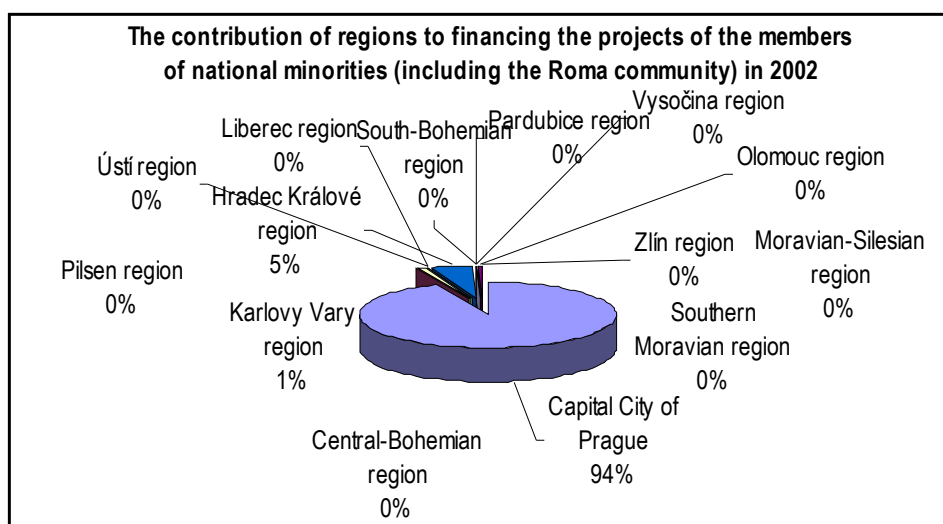 The contribution of regions to financing the projects of the members
of national minorities (including the Roma community) in 2002
Vysočina region
0%
Pardubice region
0%
South-Bohemian
region
0%
Liberec region
0%
Olomouc region
0%
Ústí region
0%
Hradec Králové
region
5%
Zlín region
0%
Moravian-Silesian
region
0%
Pilsen region
0%
Karlovy Vary
region
1%
Southern
Moravian region
0%
Capital City of
Prague
94%
Central-Bohemian
region
0%